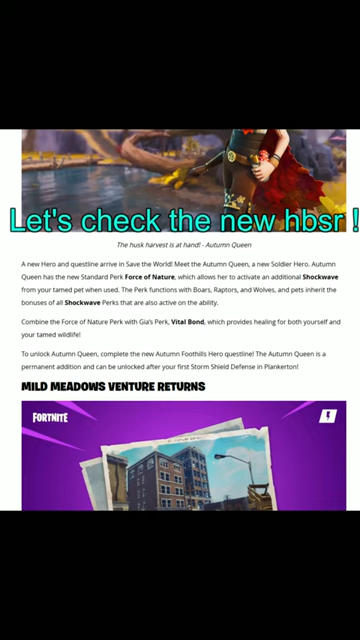 Let's check the new hbsr !
The husk harvest is at hand! - Autumn Queen
A new Hero and questline arrive in Save the World! Meet the Autumn Queen, a new Soldier Hero. Autumn
Queen has the new Standard Perk Force of Nature, which allows her to activate an additional Shockwave
from your tamed pet when used. The Perk functions with Boars, Raptors, and Wolves, and pets inherit the
bonuses of all Shockwave Perks that are also active on the ability.
Combine the Force of Nature Perk with Gia's Perk, Vital Bond, which provides healing for both yourself and
your tamed wildlife!
To unlock Autumn Queen, complete the new Autumn Foothills Hero questline! The Autumn Queen is a
permanent addition and can be unlocked after your first Storm Shield Defense in Plankerton!
MILD MEADOWS VENTURE RETURNS
FORTNITE